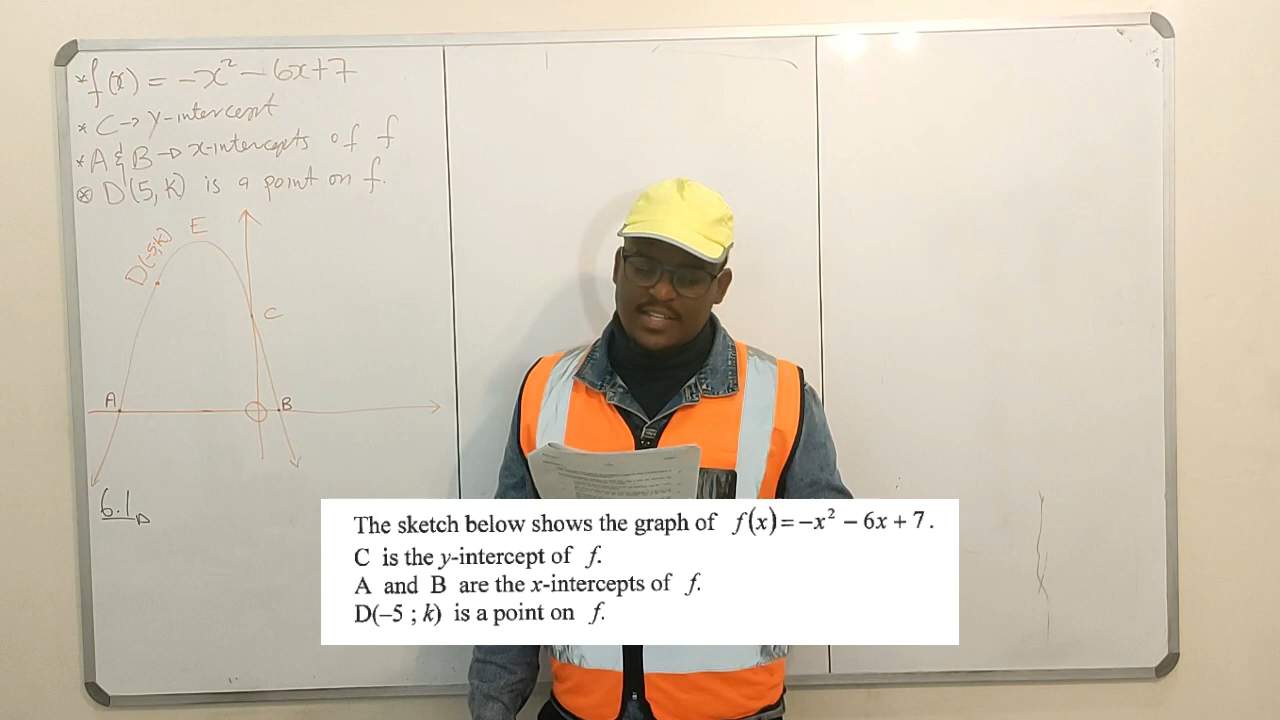 *f(x) = -x² - 6x+7
* C → y-intercept
* A & B → x-intercepts of f
⊛ D(5, K) is a point on f.
E
D(-5;k)
C
A
B
6.1
The sketch below shows the graph of f(x)=−x² − 6x + 7.
C is the y-intercept of f.
A and B are the x-intercepts of f.
D(−5 ; k) is a point on f.